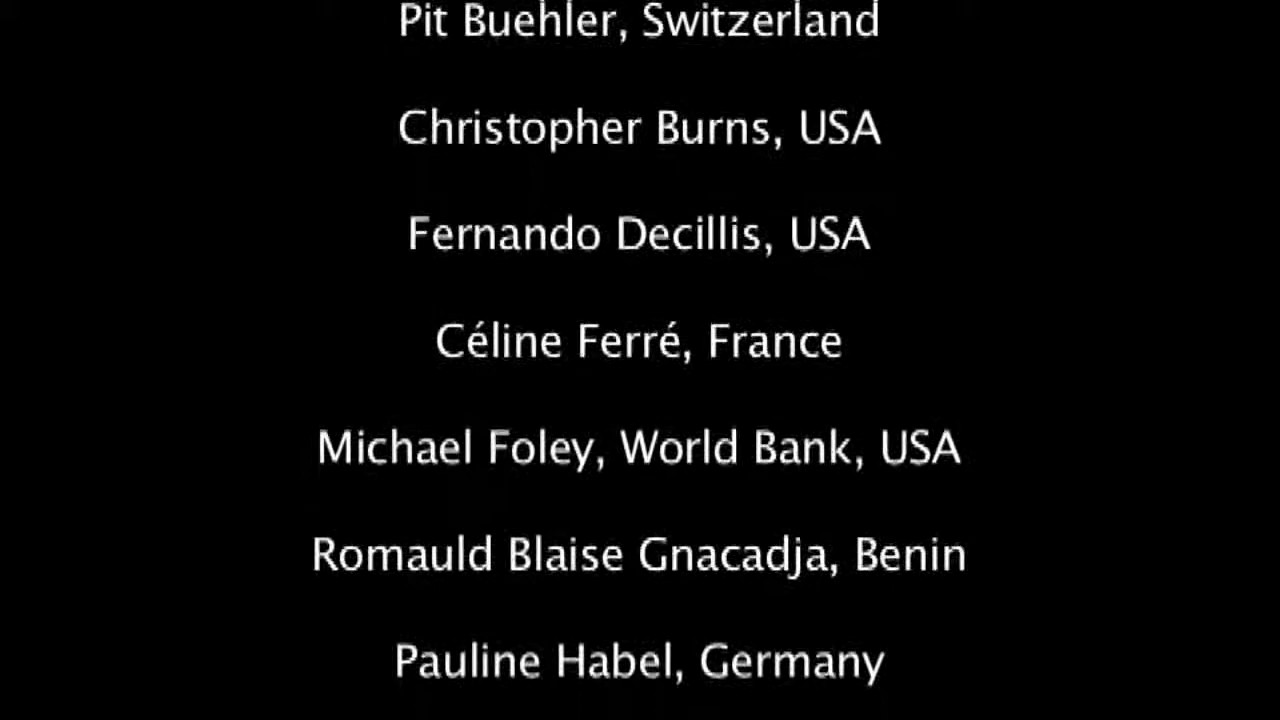 Pit Buehler, Switzerland
Christopher Burns, USA
Fernando Decillis, USA
Céline Ferré, France
Michael Foley, World Bank, USA
Romauld Blaise Gnacadja, Benin
Pauline Habel, Germany